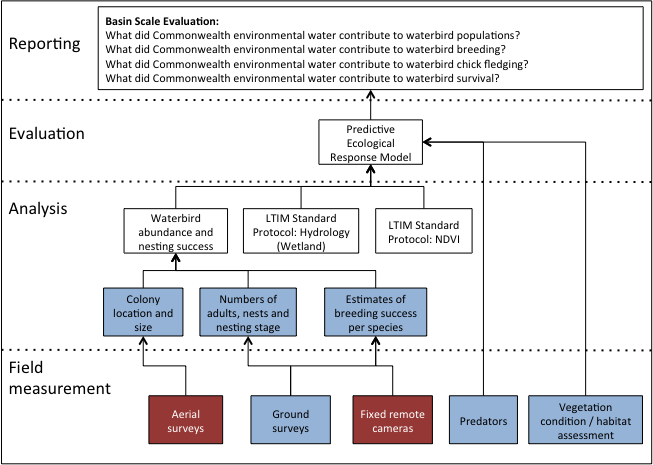 Reporting
Basin Scale Evaluation:
What did Commonwealth environmental water contribute to waterbird populations?
What did Commonwealth environmental water contribute to waterbird breeding?
What did Commonwealth environmental water contribute to waterbird chick fledging?
What did Commonwealth environmental water contribute to waterbird survival?
Evaluation
Predictive
Ecological
Response Model
Analysis
Waterbird
abundance and
nesting success
LTIM Standard
Protocol: Hydrology
(Wetland)
LTIM Standard
Protocol: NDVI
Colony
location and
size
Numbers of
adults, nests and
nesting stage
Estimates of
breeding success
per species
Field
measurement
Aerial
surveys
Ground
surveys
Fixed remote
cameras
Predators
Vegetation
condition / habitat
assessment